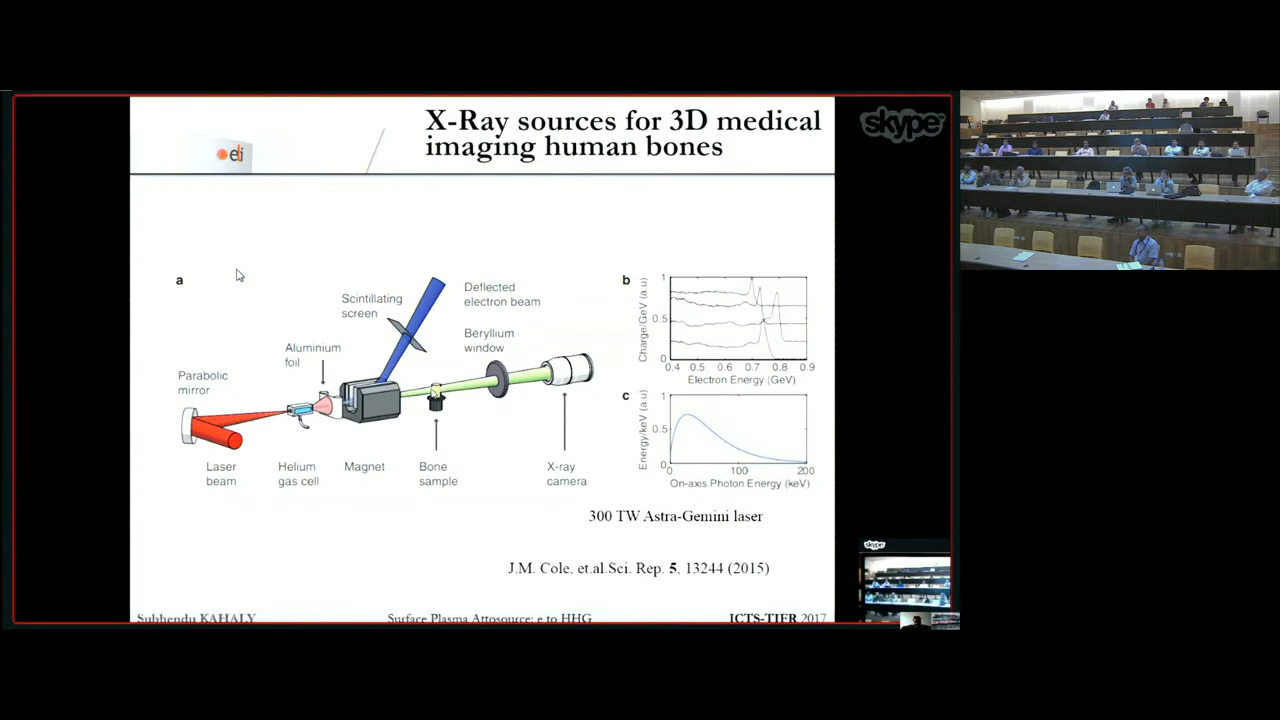 X-Ray sources for 3D medical
imaging human bones
eli
skype
a
Scintillating
screen
Deflected
electron beam
Beryllium
window
Aluminium
foil
Parabolic
mirror
Laser
beam
Helium
gas cell
Magnet
Bone
sample
X-ray
camera
b
Charge/GeV (a.u)
1
0.5
0
0.4 0.5 0.6 0.7 0.8 0.9
Electron Energy (GeV)
c
Energy/keV (a.u)
1
0.5
0
0 100 200
On-axis Photon Energy (keV)
300 TW Astra-Gemini laser
J.M. Cole, et.al.Sci. Rep. 5, 13244 (2015)
skype
Subhendu KAHALY Surface Plasma Attosource: e to HHG ICTS-TIFR 2017